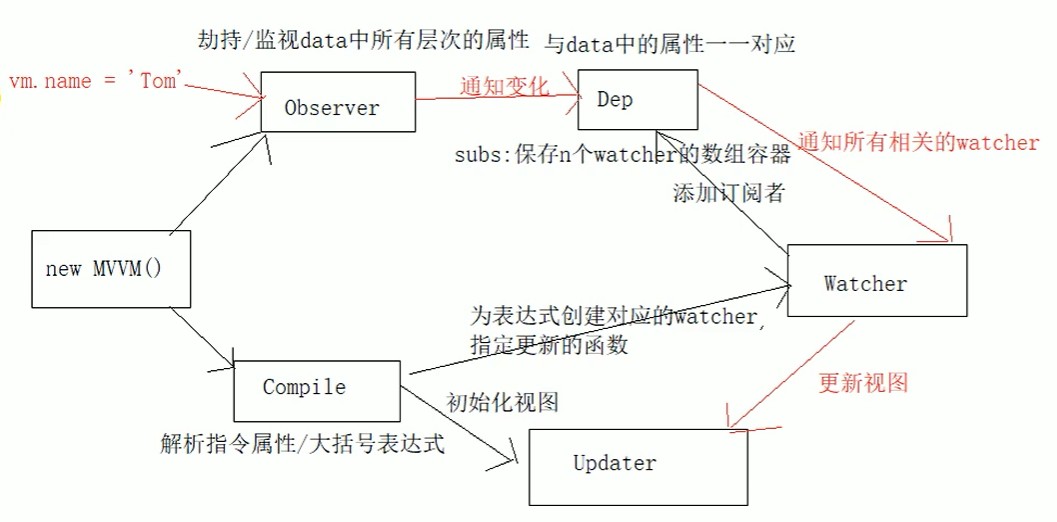 劫持/监视data中所有层次的属性
与data中的属性一一对应
vm.name = 'Tom'
Observer
通知变化
Dep
通知所有相关的watcher
subs:保存n个watcher的数组容器
添加订阅者
new MVVM()
Watcher
为表达式创建对应的watcher,
指定更新的函数
Compile
初始化视图
更新视图
解析指令属性/大括号表达式
Updater